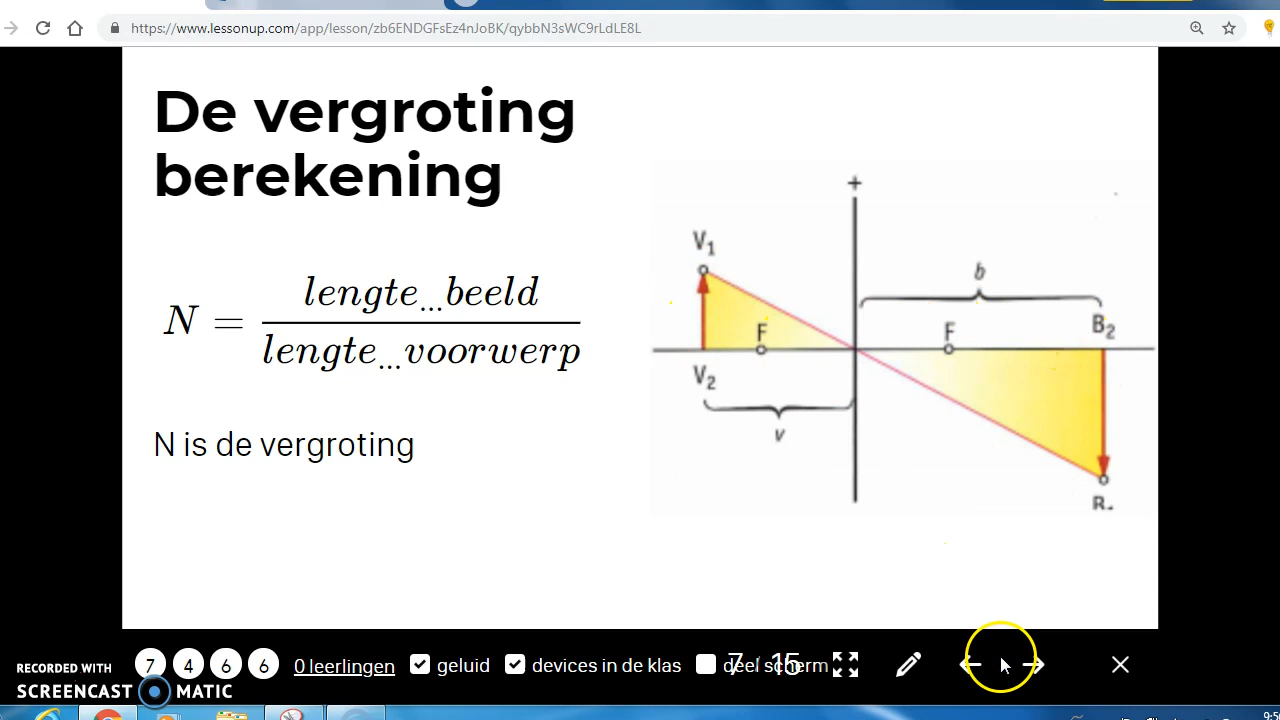 https://www.lessonup.com/app/lesson/zb6ENDGFsEz4nJoBK/qybbN3sWC9rLdLE8L
De vergroting
berekening
N = lengte...beeld
lengte...voorwerp
N is de vergroting
+
V1
b
F
F
B2
V2
v
RECORDED WITH
SCREENCAST MATIC
7 4 6 6
0 leerlingen
geluid
devices in de klas
deel scherm
7 / 15